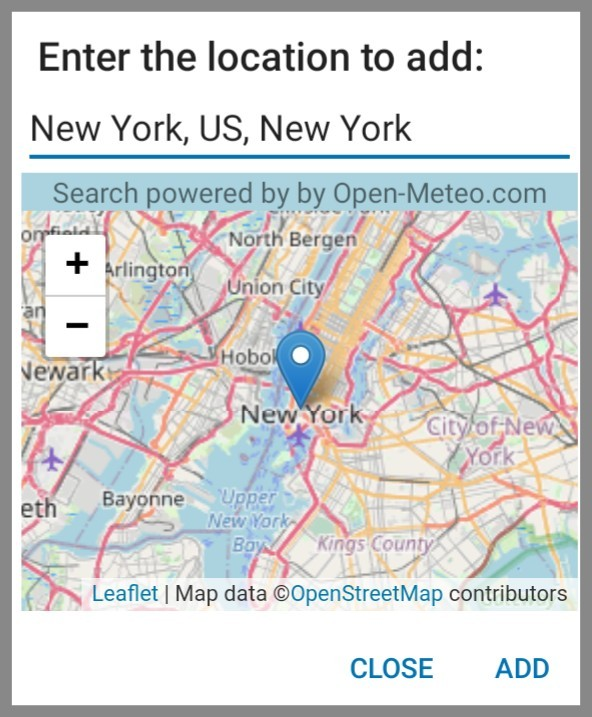 Enter the location to add:
New York, US, New York
Search powered by by Open-Meteo.com
North Bergen
+
Arlington
Union City
−
Hobok
Newark
New York
City of New
York
eth
Bayonne
Upper
New York
Bay
Kings County
Leaflet | Map data ©OpenStreetMap contributors
CLOSE ADD